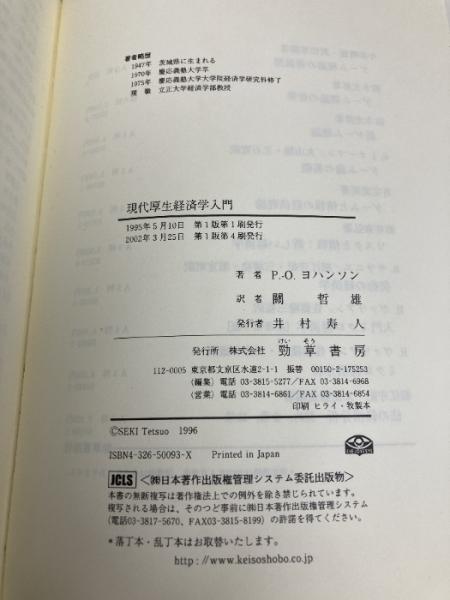 著者略歴
1947年 茨城県に生まれる
1970年 慶応義塾大学卒
1975年 慶応義塾大学大学院経済学研究科修了
現職 立正大学経済学部教授
現代厚生経済学入門
1995年5月10日 第1版第1刷発行
2002年3月25日 第1版第4刷発行
著者 P.-O. ヨハンソン
訳者 關哲雄
発行者 井村寿人
けい そう
発行所 株式会社 勁草書房
112-0005 東京都文京区水道2-1-1 振替 00150-2-175253
(編集) 電話 03-3815-5277/FAX 03-3814-6968
(営業) 電話 03-3814-6861/FAX 03-3814-6854
印刷 ヒライ・牧製本
©SEKI Tetsuo 1996
ISBN4-326-50093-X Printed in Japan
JCLS <㈱日本著作出版権管理システム委託出版物>
本書の無断複写は著作権法上での例外を除き禁じられています。
複写される場合は、そのつど事前に㈱日本著作出版権管理システム
(電話03-3817-5670、FAX03-3815-8199)の許諾を得てください。
*落丁本・乱丁本はお取替いたします。
http://www.keisoshobo.co.jp